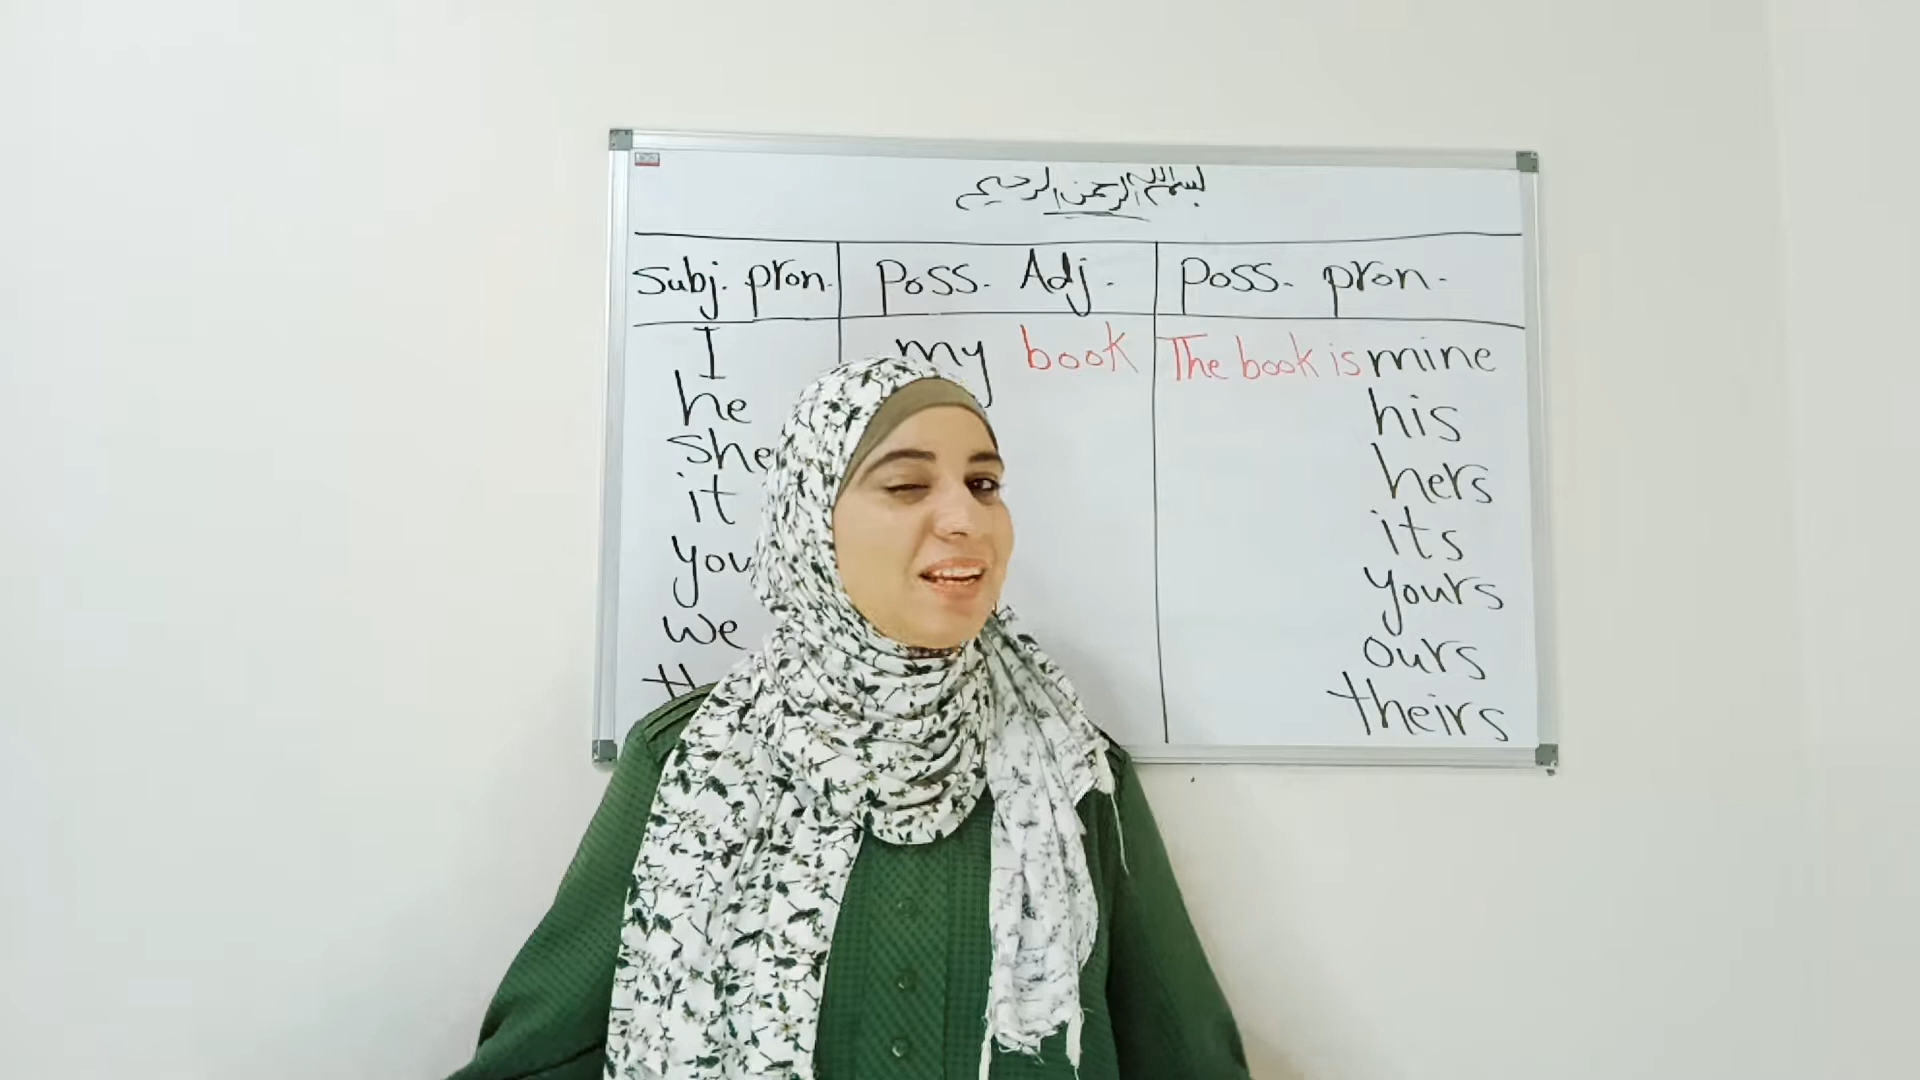 بسم الله الرحمن الرحيم
Subj. pron. Poss. Adj. Poss. pron.
I my book The book is mine
he his
she hers
it its
you yours
we ours
theirs